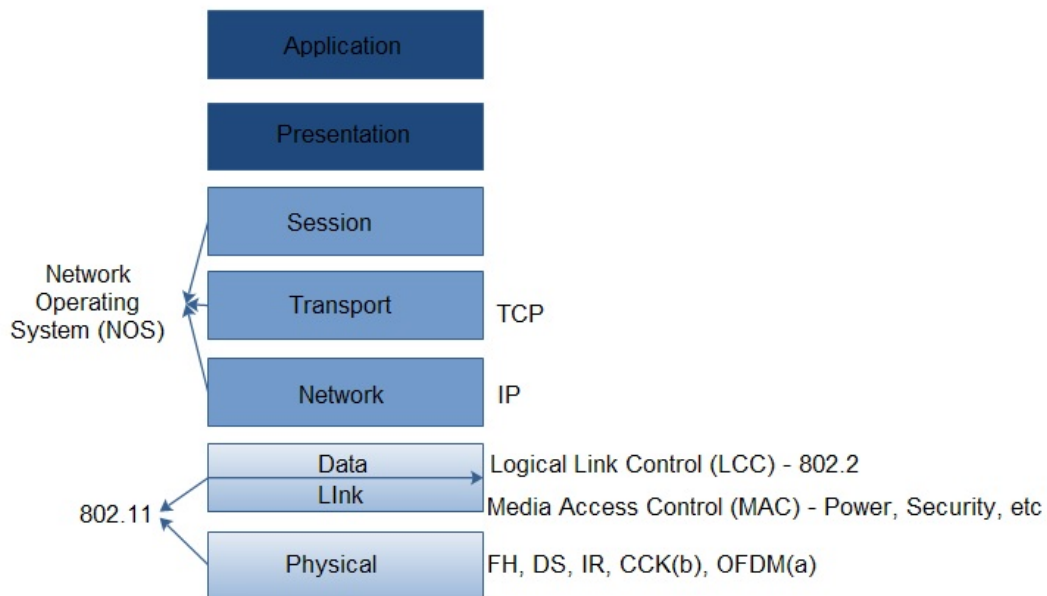 Application
Presentation
Session
Network
Operating
System (NOS)
Transport
TCP
Network
IP
Data
LInk
Logical Link Control (LCC) - 802.2
Media Access Control (MAC) - Power, Security, etc
802.11
Physical
FH, DS, IR, CCK(b), OFDM(a)